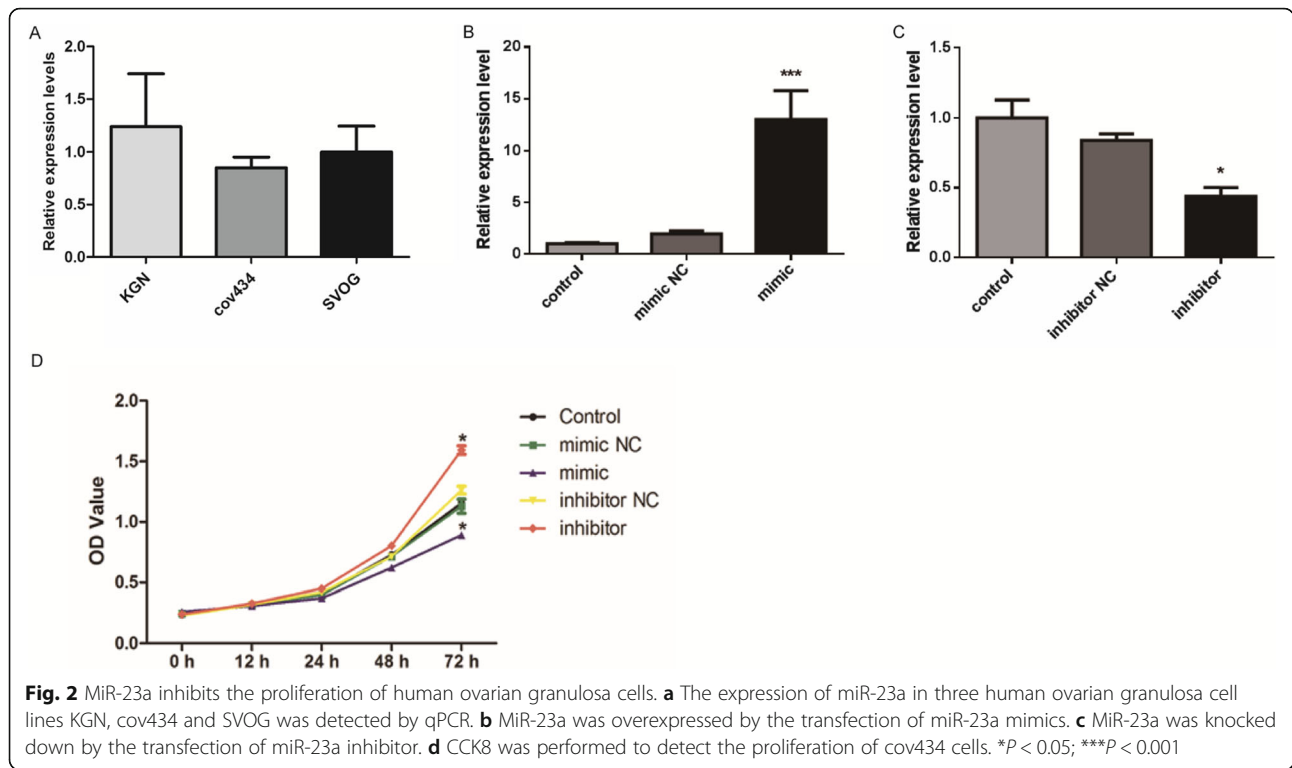 A
Relative expression levels
2.0
1.5
1.0
0.5
0.0
KGN
cov434
SVOG
B
Relative expression level
20
15
10
5
0
***
control
mimic NC
mimic
C
Relative expression level
1.5
1.0
0.5
0.0
*
control
inhibitor NC
inhibitor
D
OD Value
2.0
1.5
1.0
0.5
0.0
*
*
0 h 12 h 24 h 48 h 72 h
Control
mimic NC
mimic
inhibitor NC
inhibitor
Fig. 2 MiR-23a inhibits the proliferation of human ovarian granulosa cells. a The expression of miR-23a in three human ovarian granulosa cell
lines KGN, cov434 and SVOG was detected by qPCR. b MiR-23a was overexpressed by the transfection of miR-23a mimics. c MiR-23a was knocked
down by the transfection of miR-23a inhibitor. d CCK8 was performed to detect the proliferation of cov434 cells. *P < 0.05; ***P < 0.001